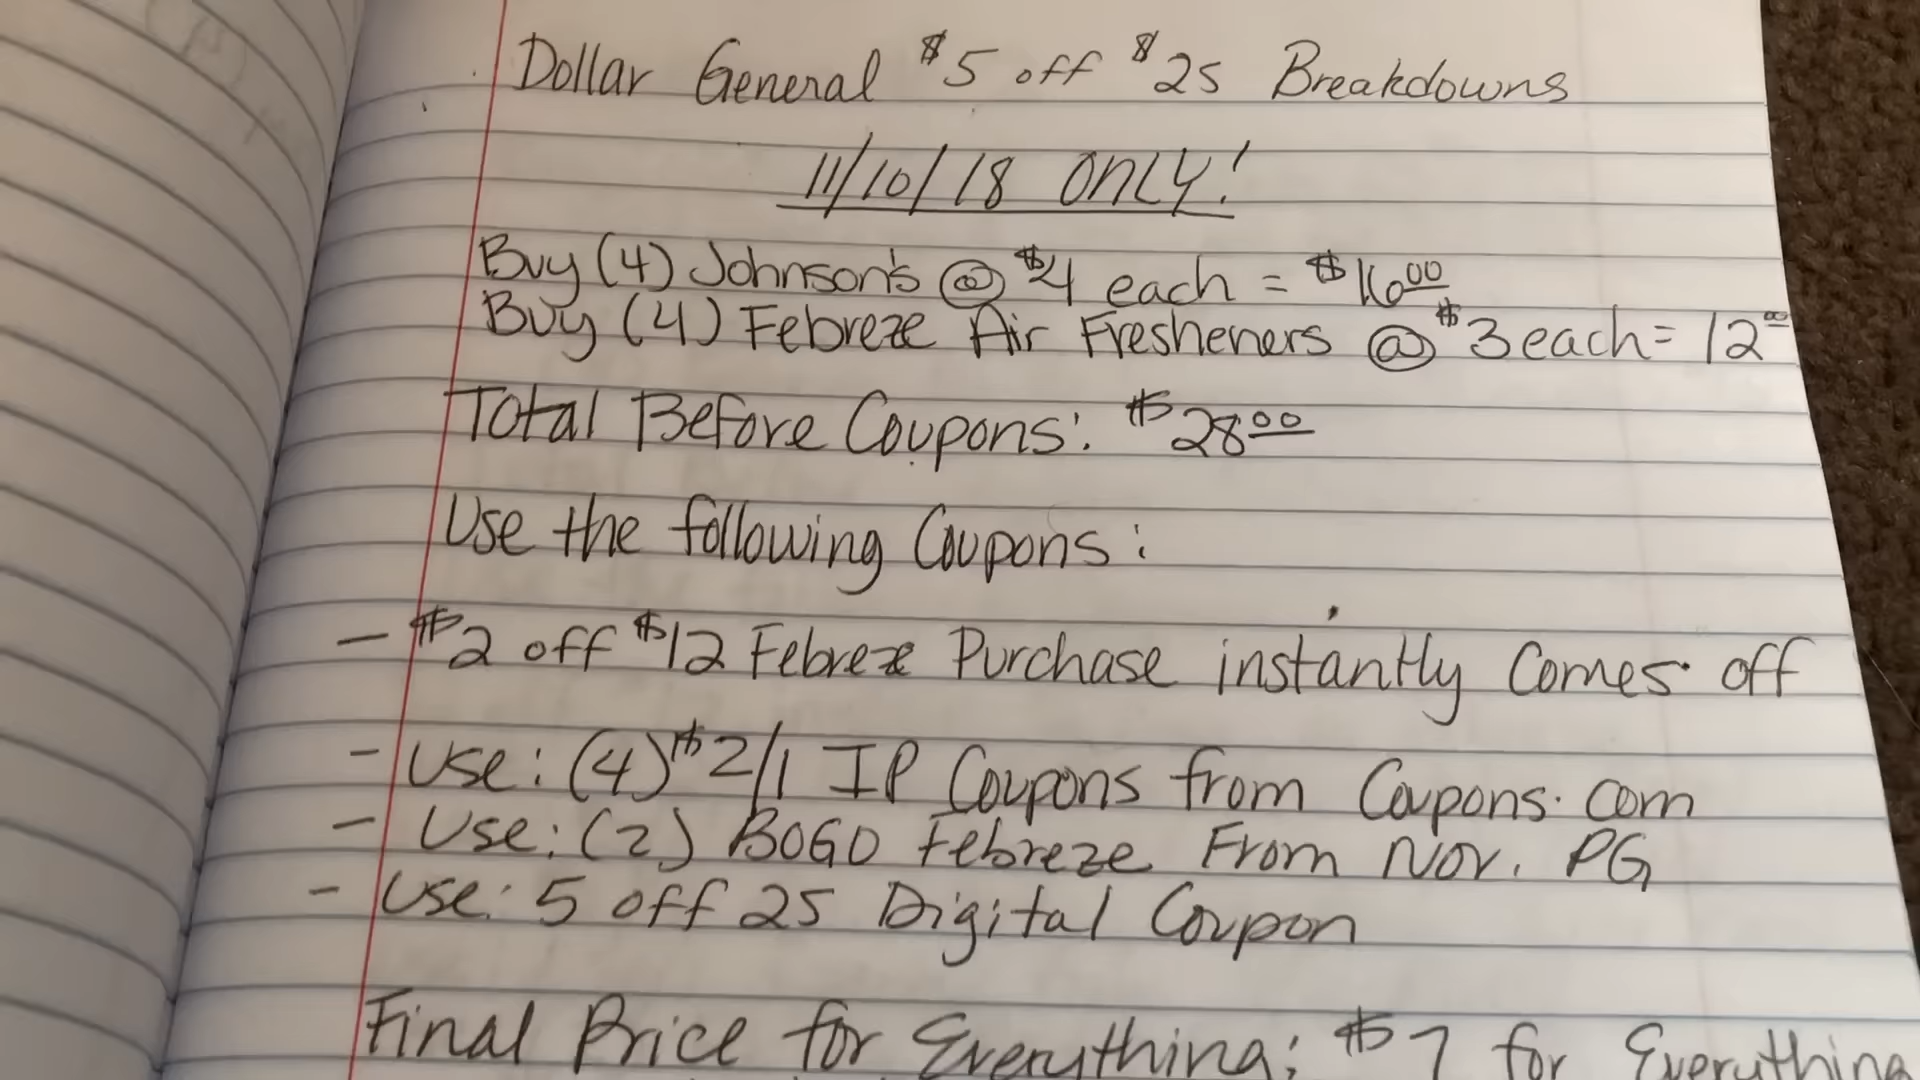 Dollar General $5 off $25 Breakdowns
11/10/18 ONLY!
Buy (4) Johnson's @ $4 each = $16.00
Buy (4) Febreze Air Fresheners @ $3 each = 12.00
Total Before Coupons: $28.00
Use the following Coupons:
- $2 off $12 Febreze Purchase instantly Comes off
- Use: (4) $2/1 IP Coupons from Coupons.com
- Use: (2) BOGO Febreze From Nov. PG
- Use: 5 off 25 Digital Coupon
Final Price for Everything: $7 for Everything